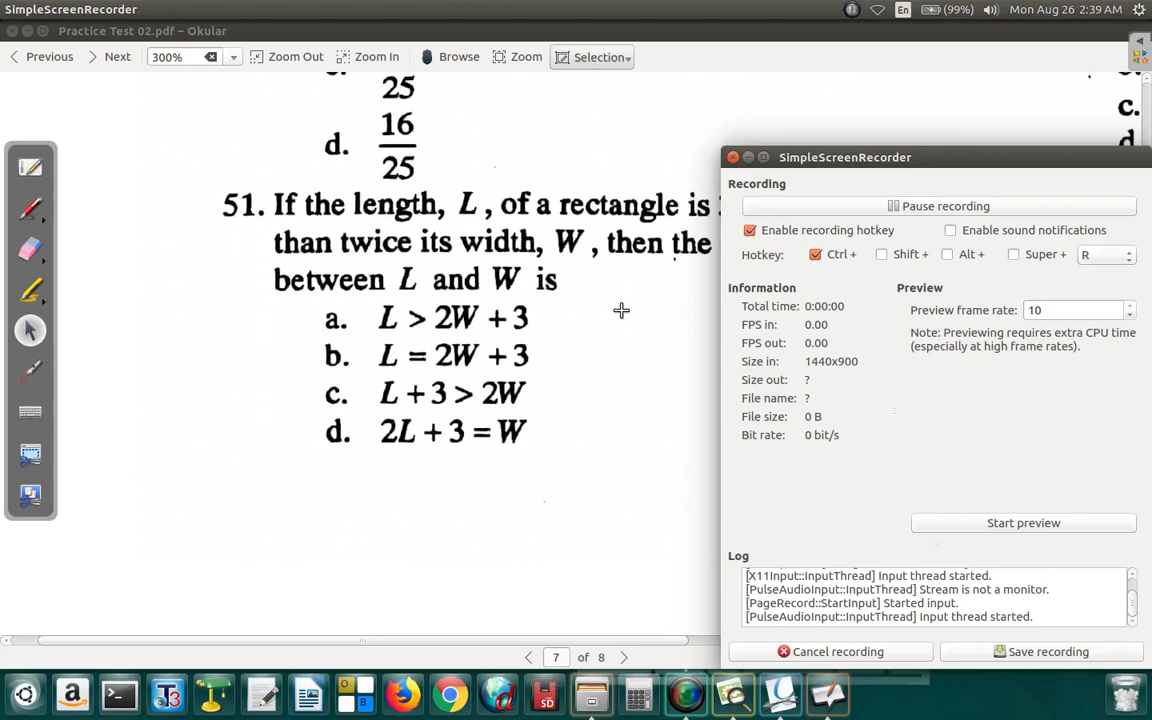 SimpleScreenRecorder
En
(99%)
Mon Aug 26 2:39 AM
Practice Test 02.pdf – Okular
Previous
Next
300%
Zoom Out
Zoom In
Browse
Zoom
Selection
25
16
d.
25
c.
51. If the length, L, of a rectangle is
than twice its width, W, then the
between L and W is
a. L > 2W + 3
b. L = 2W + 3
c. L + 3 > 2W
d. 2L + 3 = W
SimpleScreenRecorder
Recording
Pause recording
Enable recording hotkey
Enable sound notifications
Hotkey:
Ctrl +
Shift +
Alt +
Super +
R
Information
Total time: 0:00:00
FPS in: 0.00
FPS out: 0.00
Size in: 1440x900
Size out: ?
File name: ?
File size: 0 B
Bit rate: 0 bit/s
Preview
Preview frame rate: 10
Note: Previewing requires extra CPU time
(especially at high frame rates).
Start preview
Log
[X11Input::InputThread] Input thread started.
[PulseAudioInput::InputThread] Stream is not a monitor.
[PageRecord::StartInput] Started input.
[PulseAudioInput::InputThread] Input thread started.
Cancel recording
Save recording
7 of 8
T3
SD